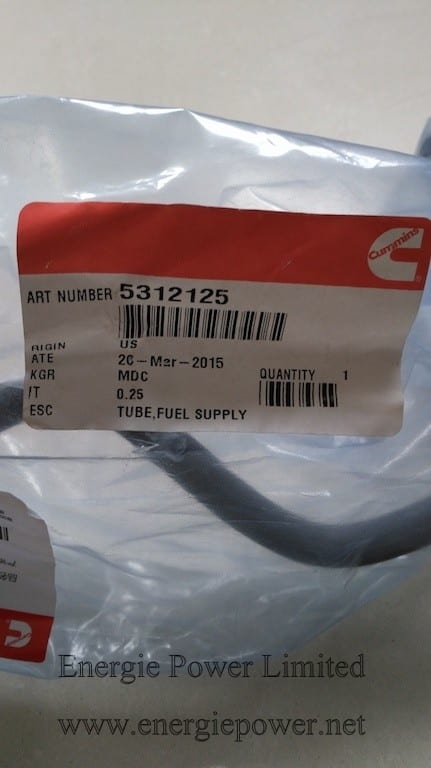 Cummins
ART NUMBER 5312125
RIGIN US
ATE 20-Mar-2015
KGR MDC QUANTITY 1
IT 0.25
ESC TUBE,FUEL SUPPLY
Energie Power Limited
www.energiepower.net